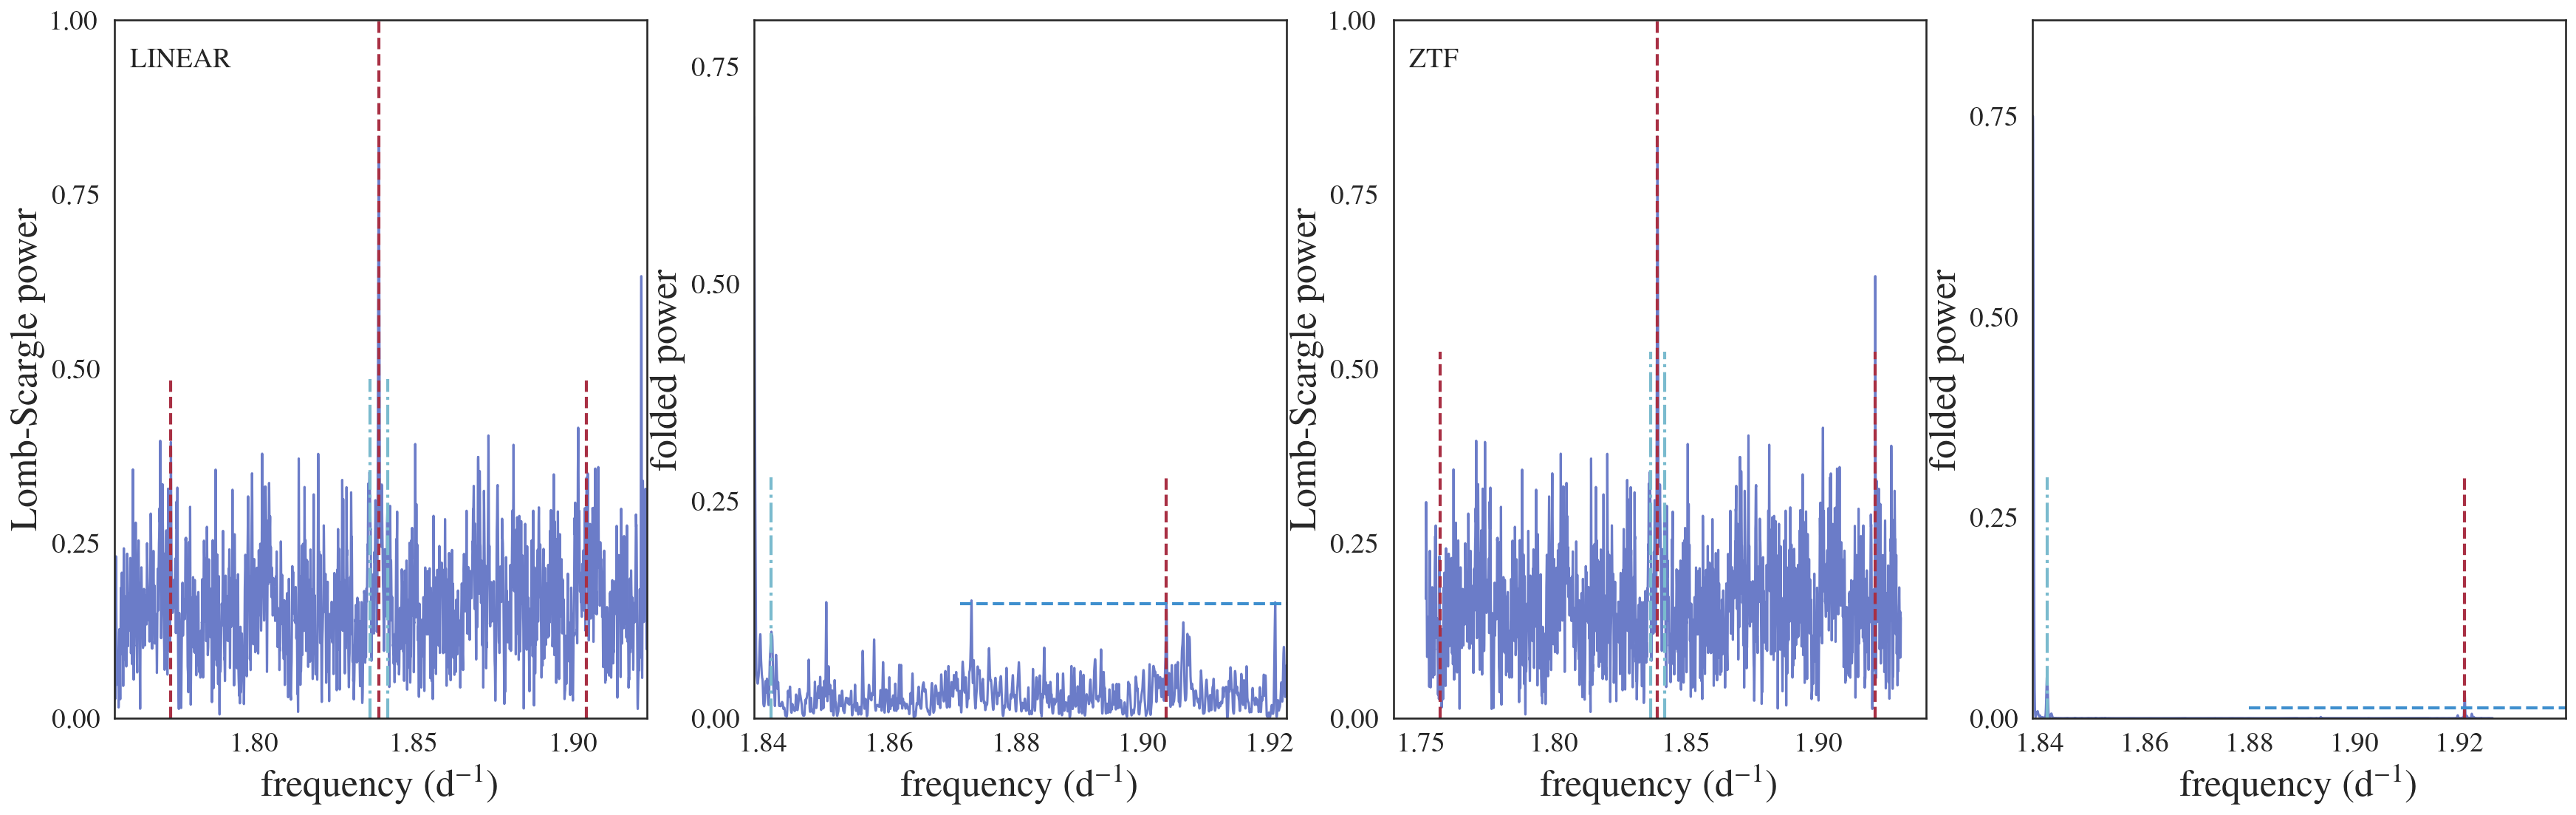 LINEAR
Lomb-Scargle power
1.00
0.75
0.50
0.25
0.00
1.80 1.85 1.90
frequency (d⁻¹)
folded power
0.75
0.50
0.25
0.00
1.84 1.86 1.88 1.90 1.92
frequency (d⁻¹)
ZTF
Lomb-Scargle power
1.00
0.75
0.50
0.25
0.00
1.75 1.80 1.85 1.90
frequency (d⁻¹)
folded power
0.75
0.50
0.25
0.00
1.84 1.86 1.88 1.90 1.92
frequency (d⁻¹)